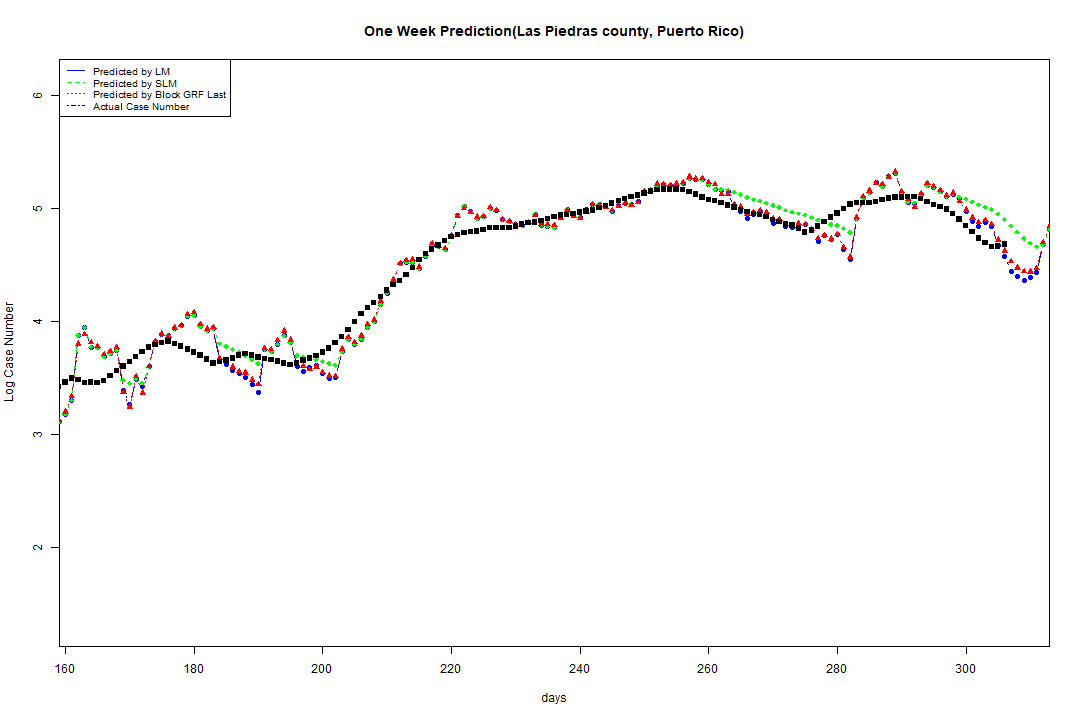 One Week Prediction(Las Piedras county, Puerto Rico)
Predicted by LM
Predicted by SLM
Predicted by Block GRF Last
Actual Case Number
6
5
4
3
2
Log Case Number
160 180 200 220 240 260 280 300
days